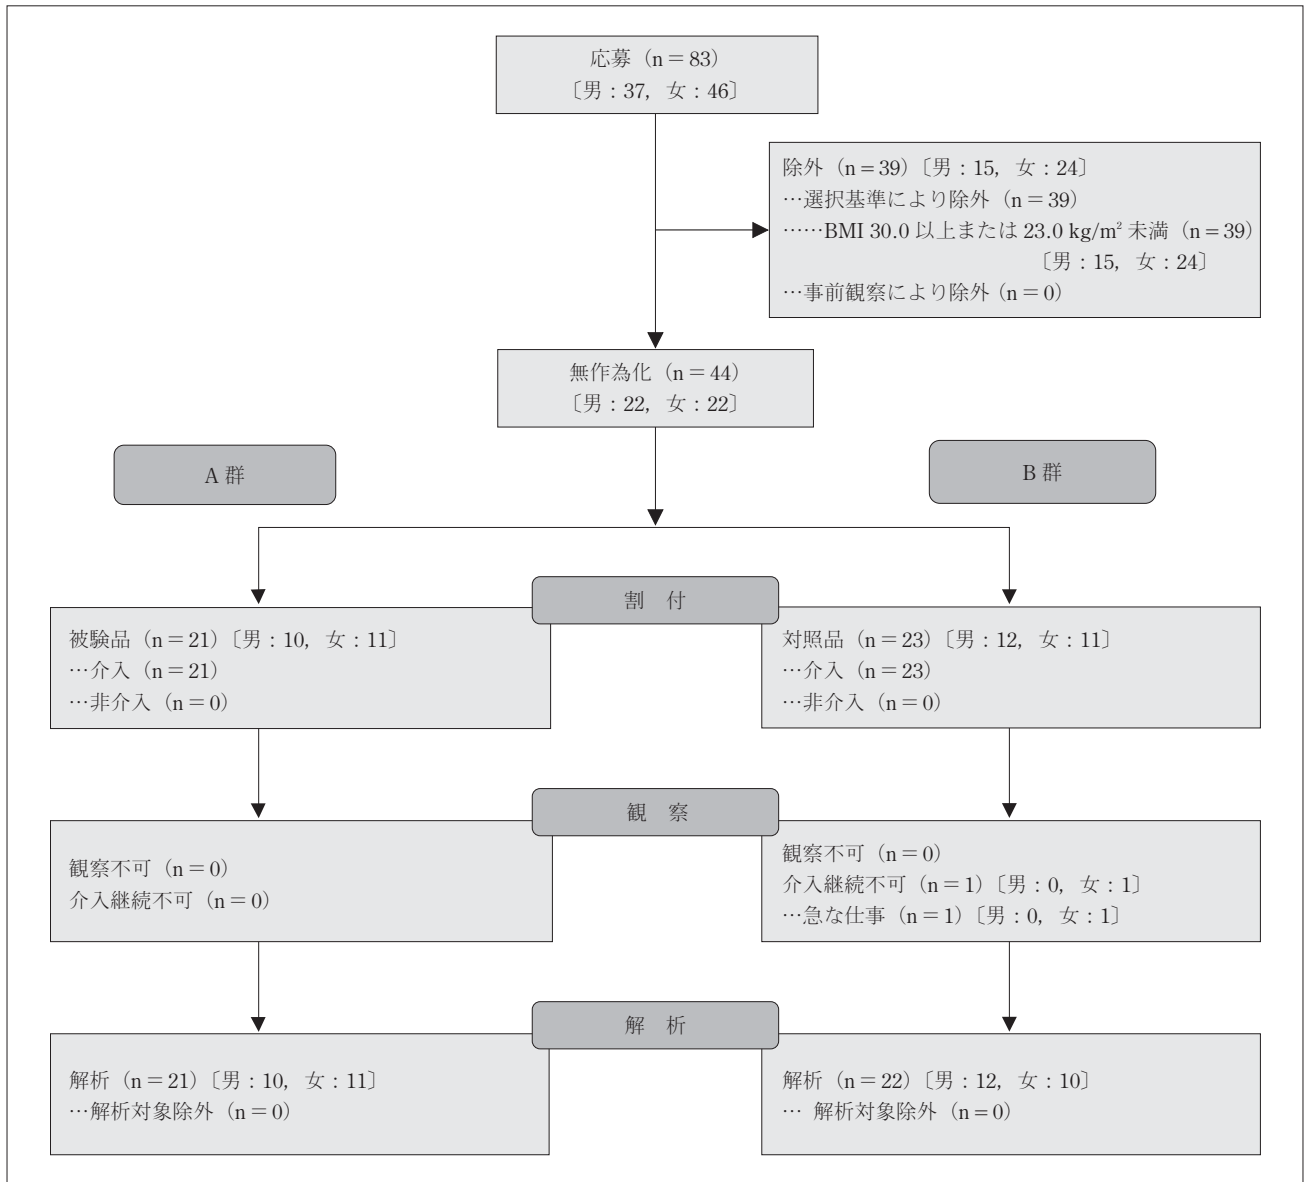 応募（n = 83）
〔男：37，女：46〕
除外（n = 39）〔男：15，女：24〕
…選択基準により除外（n = 39）
……BMI 30.0 以上または 23.0 kg/m² 未満（n = 39）
〔男：15，女：24〕
…事前観察により除外（n = 0）
無作為化（n = 44）
〔男：22，女：22〕
A 群
B 群
割　付
被験品（n = 21）〔男：10，女：11〕
…介入（n = 21）
…非介入（n = 0）
対照品（n = 23）〔男：12，女：11〕
…介入（n = 23）
…非介入（n = 0）
観　察
観察不可（n = 0）
介入継続不可（n = 0）
観察不可（n = 0）
介入継続不可（n = 1）〔男：0，女：1〕
…急な仕事（n = 1）〔男：0，女：1〕
解　析
解析（n = 21）〔男：10，女：11〕
…解析対象除外（n = 0）
解析（n = 22）〔男：12，女：10〕
… 解析対象除外（n = 0）